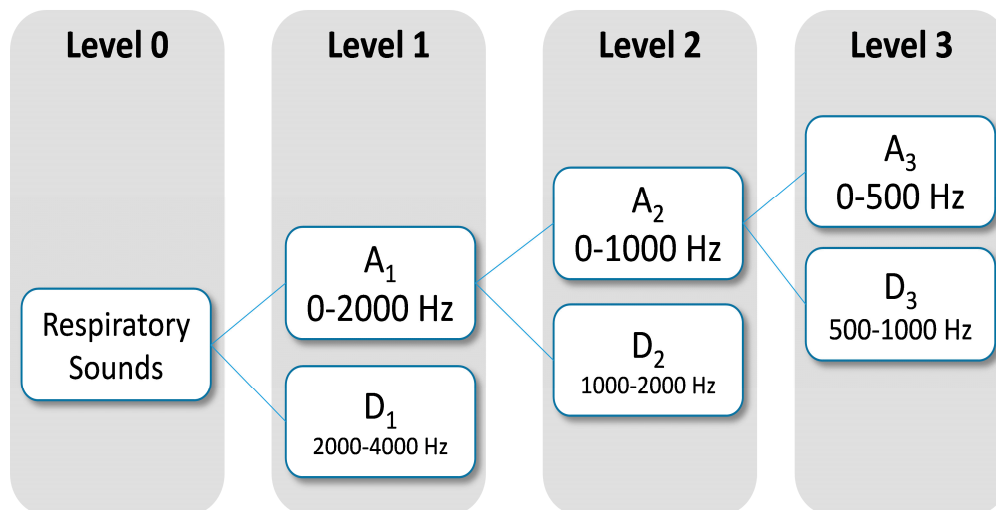 Level 0
Respiratory
Sounds
Level 1
A₁
0-2000 Hz
D₁
2000-4000 Hz
Level 2
A₂
0-1000 Hz
D₂
1000-2000 Hz
Level 3
A₃
0-500 Hz
D₃
500-1000 Hz